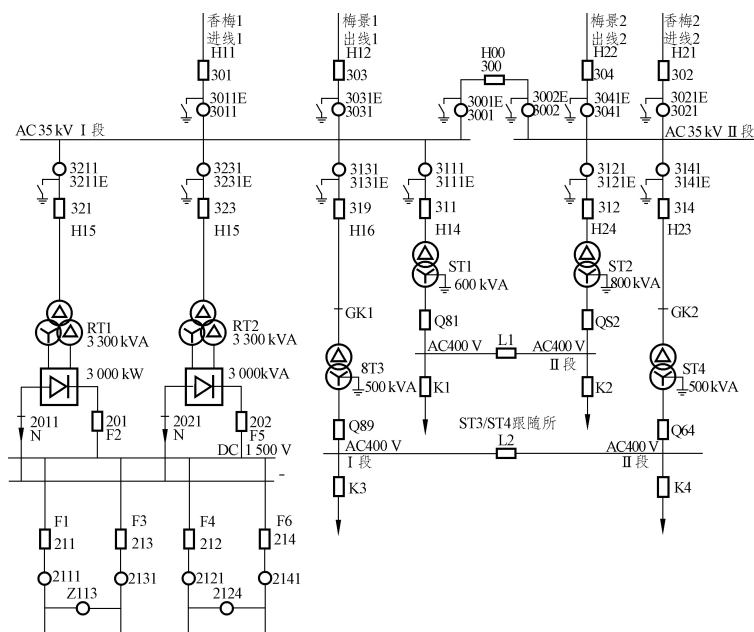 香梅1
进线1
H11
301
3011E
3011
梅景1
出线1
H12
303
3031E
3031
H00
300
3001E
3001
3002E
3002
梅景2
出线2
H22
304
3041E
3041
香梅2
进线2
H21
302
3021E
3021
AC 35 kV Ⅰ段
AC 35 kV Ⅱ段
3211
3211E
321
H15
3231
3231E
323
H15
3131
3131E
319
H16
3111
3111E
311
H14
3121
3121E
312
H24
3141
3141E
314
H23
RT1
3 300 kVA
RT2
3 300 kVA
ST1
600 kVA
ST2
800 kVA
GK1
GK2
Q81
QS2
3 000 kW
3 000kVA
8T3
500 kVA
ST4
500 kVA
AC400 V
L1
AC400 V
Ⅱ段
K1
K2
2011
N
201
F2
2021
N
202
F5
Q89
Q64
ST3/ST4跟随所
DC 1 500 V
AC400 V
Ⅰ段
L2
AC400 V
Ⅱ段
-
K3
K4
F1
211
F3
213
F4
212
F6
214
2111
2131
2121
2141
Z113
2124